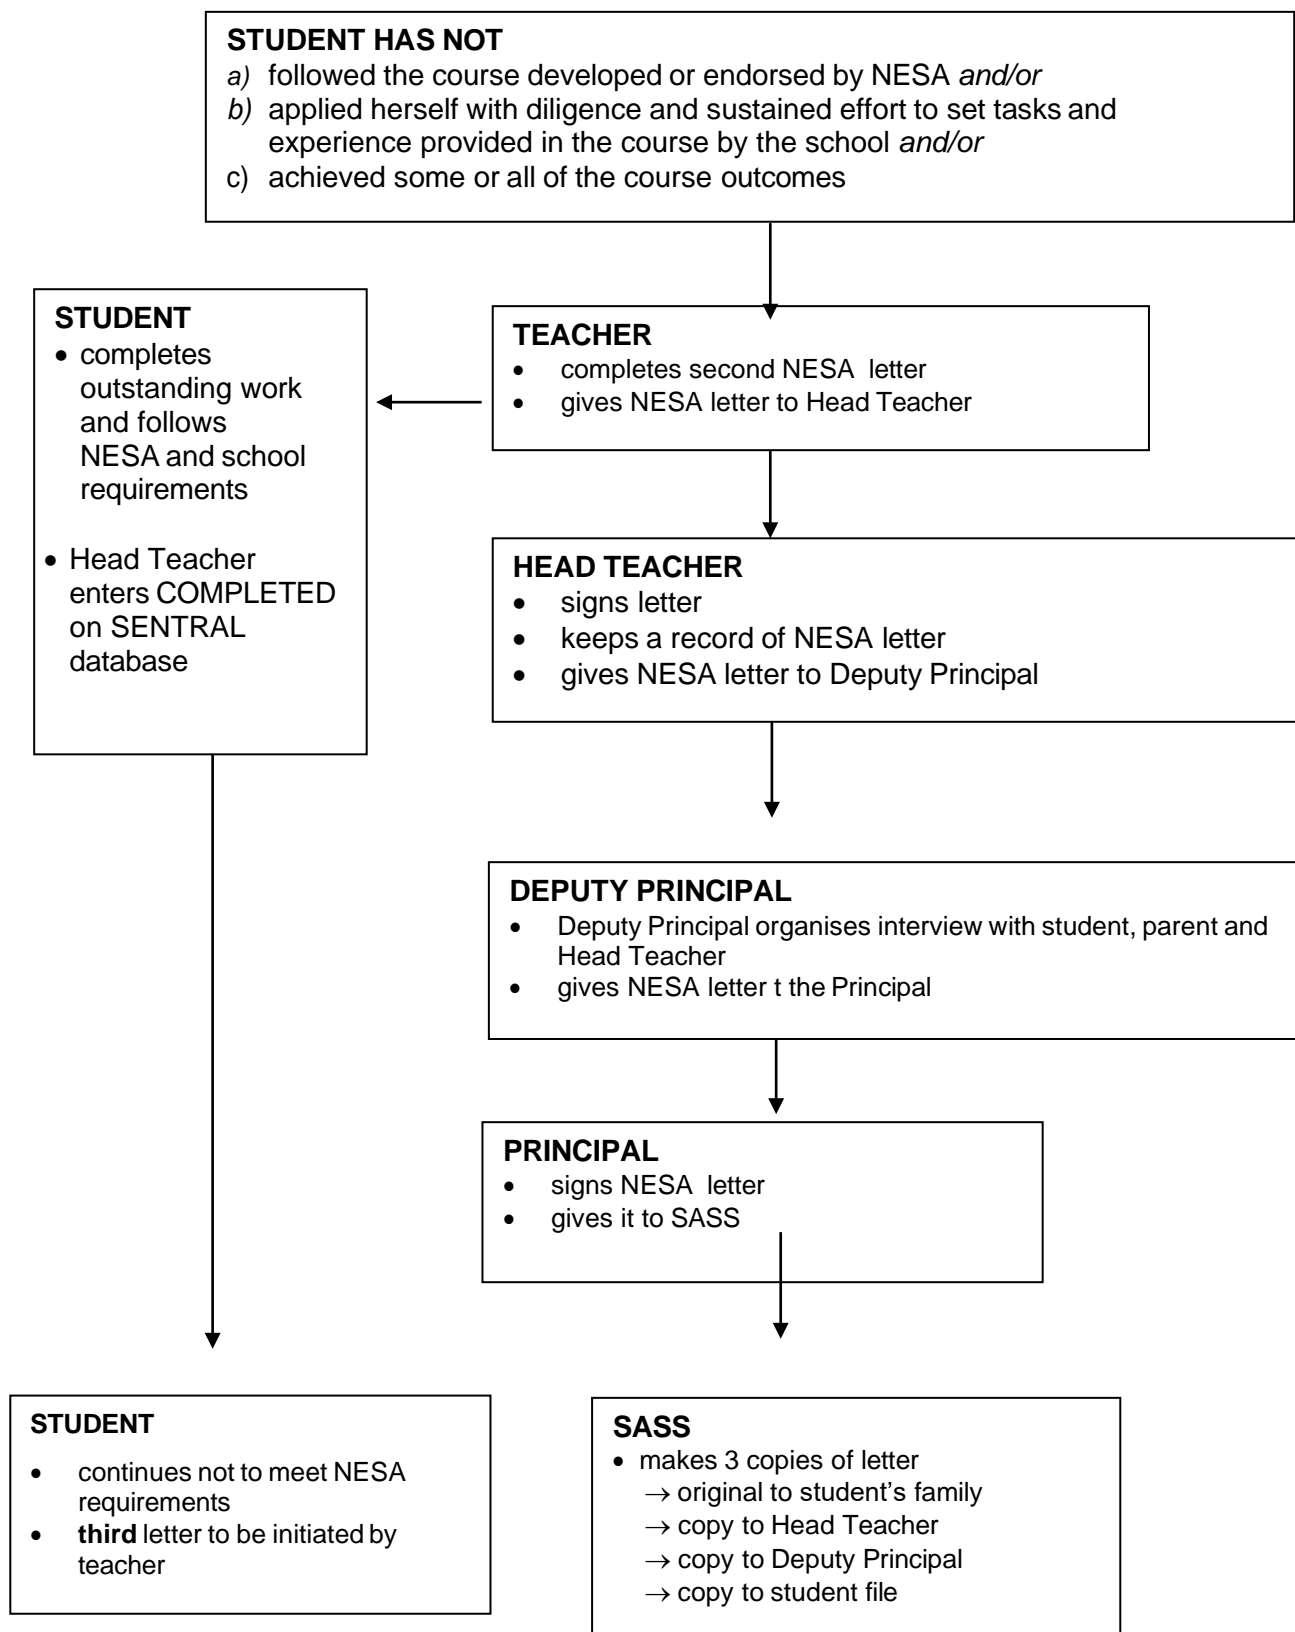 STUDENT HAS NOT
a) followed the course developed or endorsed by NESA and/or
b) applied herself with diligence and sustained effort to set tasks and
experience provided in the course by the school and/or
c) achieved some or all of the course outcomes
STUDENT
• completes
outstanding work
and follows
NESA and school
requirements
• Head Teacher
enters COMPLETED
on SENTRAL
database
TEACHER
• completes second NESA letter
• gives NESA letter to Head Teacher
HEAD TEACHER
• signs letter
• keeps a record of NESA letter
• gives NESA letter to Deputy Principal
DEPUTY PRINCIPAL
• Deputy Principal organises interview with student, parent and
Head Teacher
• gives NESA letter t the Principal
PRINCIPAL
• signs NESA letter
• gives it to SASS
STUDENT
• continues not to meet NESA
requirements
• third letter to be initiated by
teacher
SASS
• makes 3 copies of letter
→ original to student’s family
→ copy to Head Teacher
→ copy to Deputy Principal
→ copy to student file